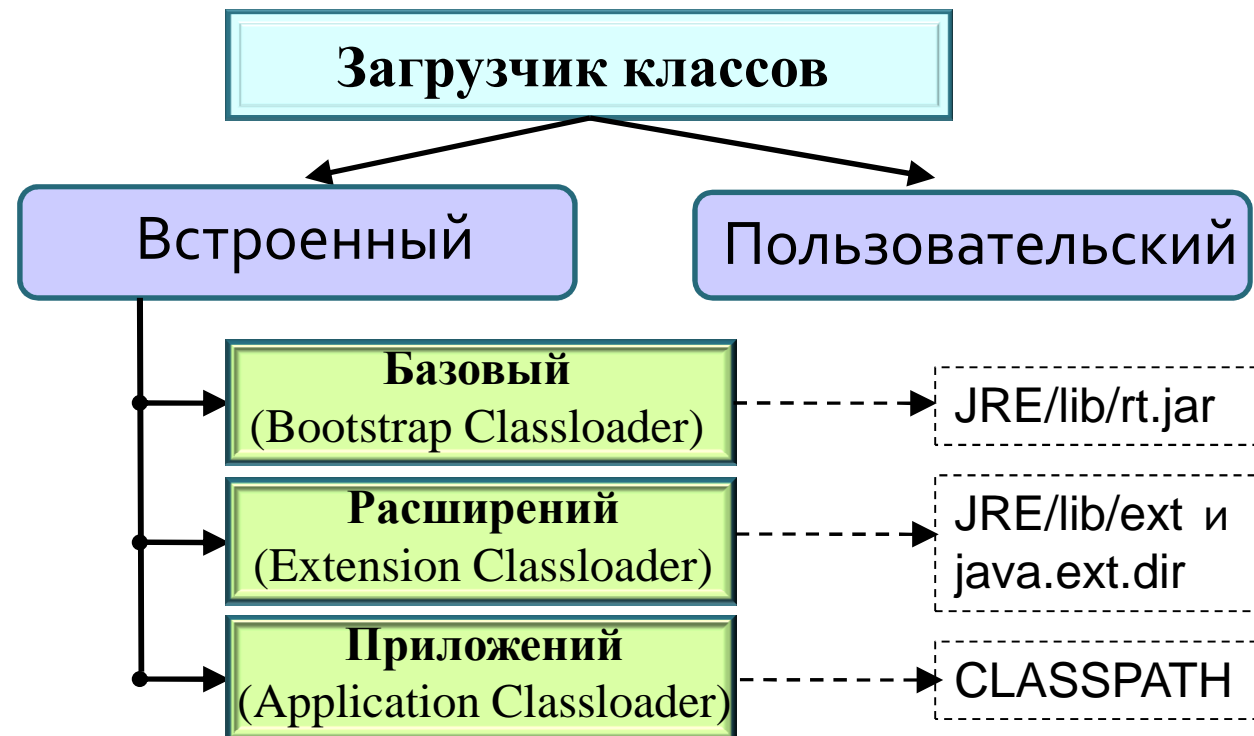 Загрузчик классов
Встроенный
Пользовательский
Базовый
(Bootstrap Classloader)
JRE/lib/rt.jar
Расширений
(Extension Classloader)
JRE/lib/ext и
java.ext.dir
Приложений
(Application Classloader)
CLASSPATH